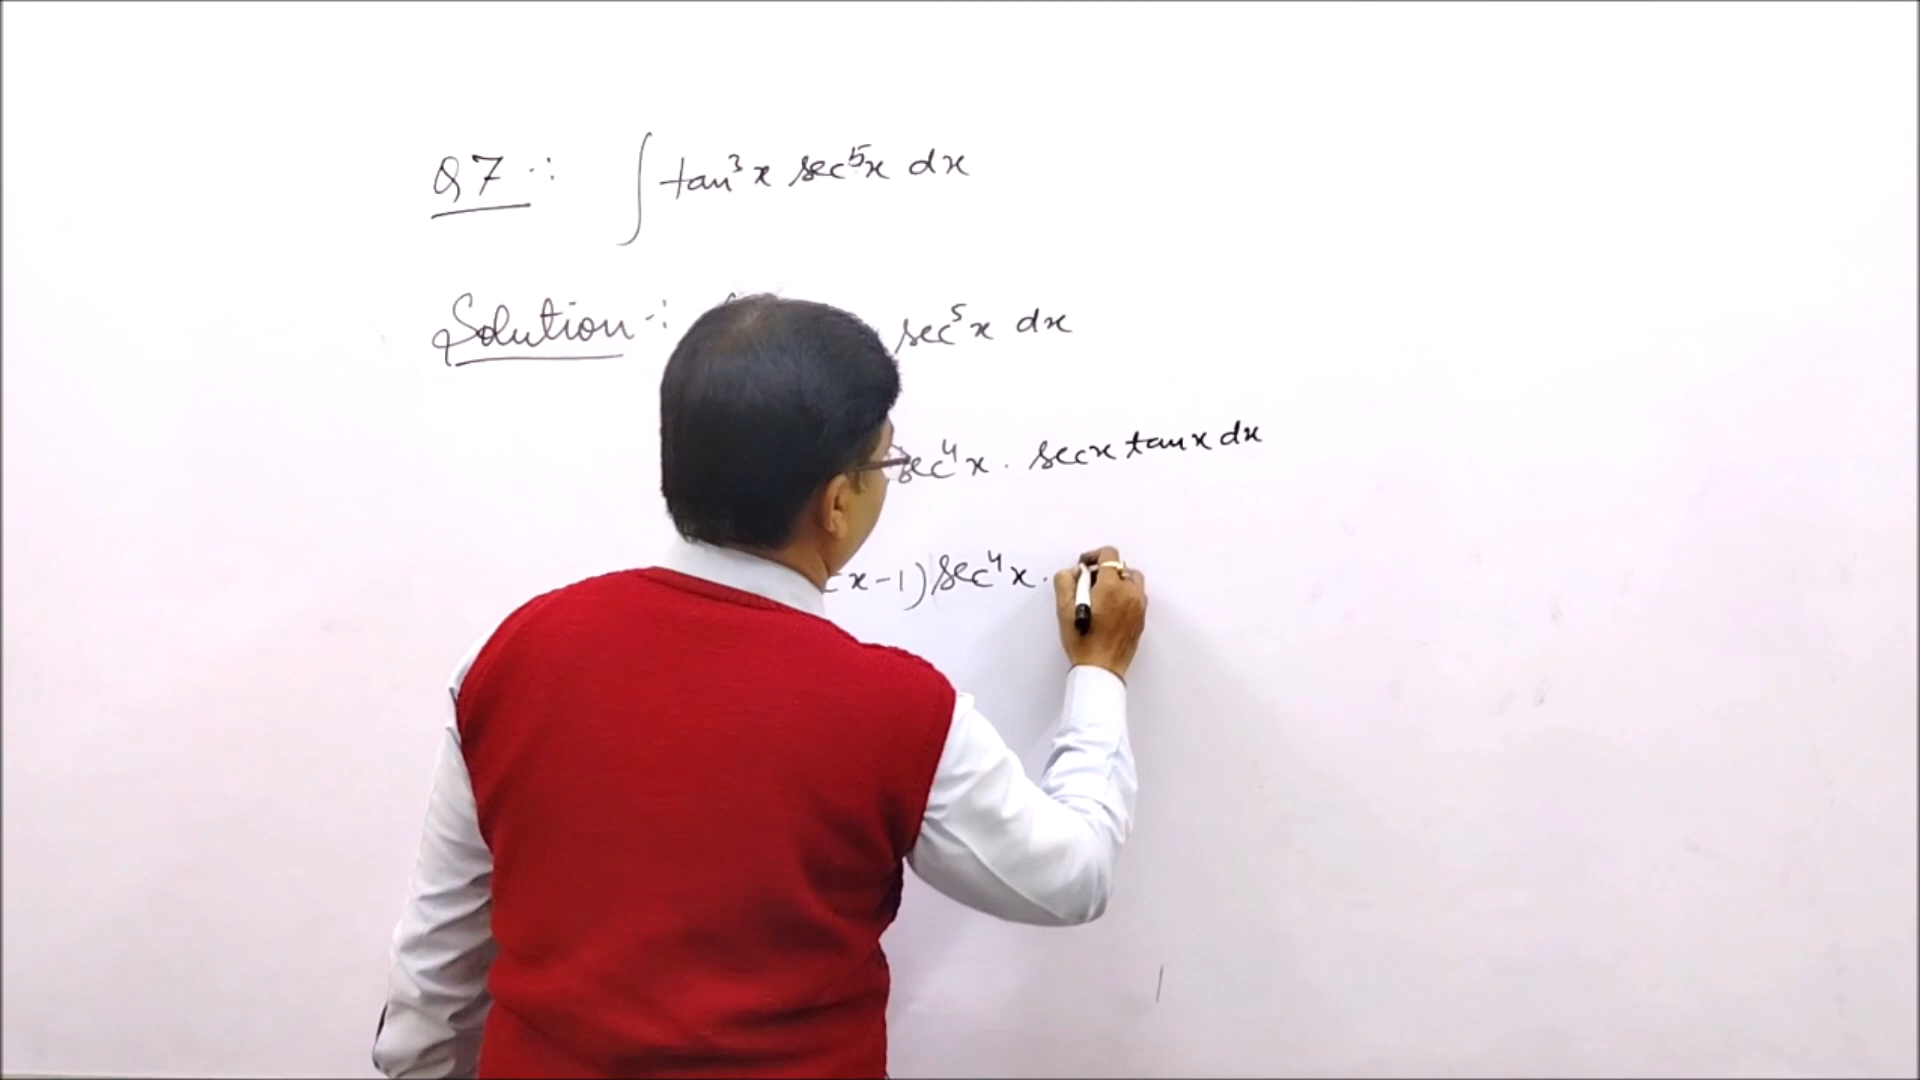 Q7 :- ∫ tan³x sec⁵x dx
Solution :- sec⁵x dx
sec⁴x . secx tanx dx
x-1) sec⁴x .